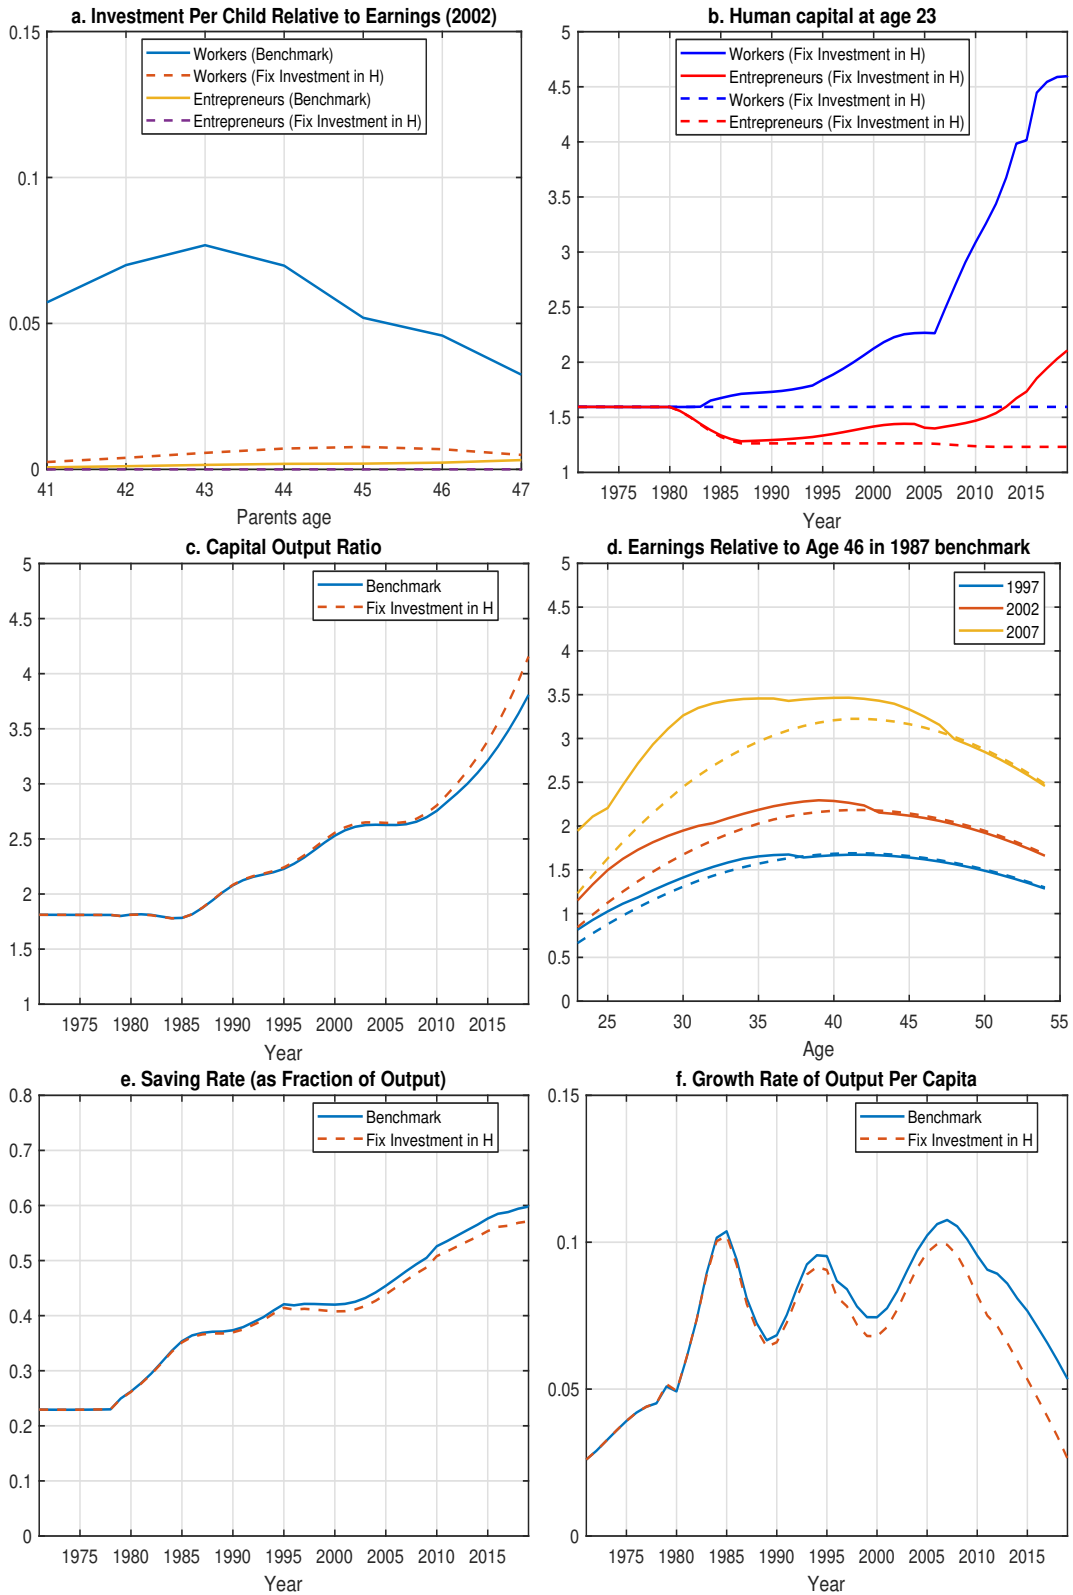 a. Investment Per Child Relative to Earnings (2002)
0.15
0.1
0.05
0
Workers (Benchmark)
Workers (Fix Investment in H)
Entrepreneurs (Benchmark)
Entrepreneurs (Fix Investment in H)
41 42 43 44 45 46 47
Parents age
b. Human capital at age 23
5
4.5
4
3.5
3
2.5
2
1.5
1
Workers (Fix Investment in H)
Entrepreneurs (Fix Investment in H)
Workers (Fix Investment in H)
Entrepreneurs (Fix Investment in H)
1975 1980 1985 1990 1995 2000 2005 2010 2015
Year
c. Capital Output Ratio
5
4.5
4
3.5
3
2.5
2
1.5
1
Benchmark
Fix Investment in H
1975 1980 1985 1990 1995 2000 2005 2010 2015
Year
d. Earnings Relative to Age 46 in 1987 benchmark
5
4.5
4
3.5
3
2.5
2
1.5
1
0.5
0
1997
2002
2007
25 30 35 40 45 50 55
Age
e. Saving Rate (as Fraction of Output)
0.8
0.7
0.6
0.5
0.4
0.3
0.2
0.1
0
Benchmark
Fix Investment in H
1975 1980 1985 1990 1995 2000 2005 2010 2015
Year
f. Growth Rate of Output Per Capita
0.15
0.1
0.05
0
Benchmark
Fix Investment in H
1975 1980 1985 1990 1995 2000 2005 2010 2015
Year